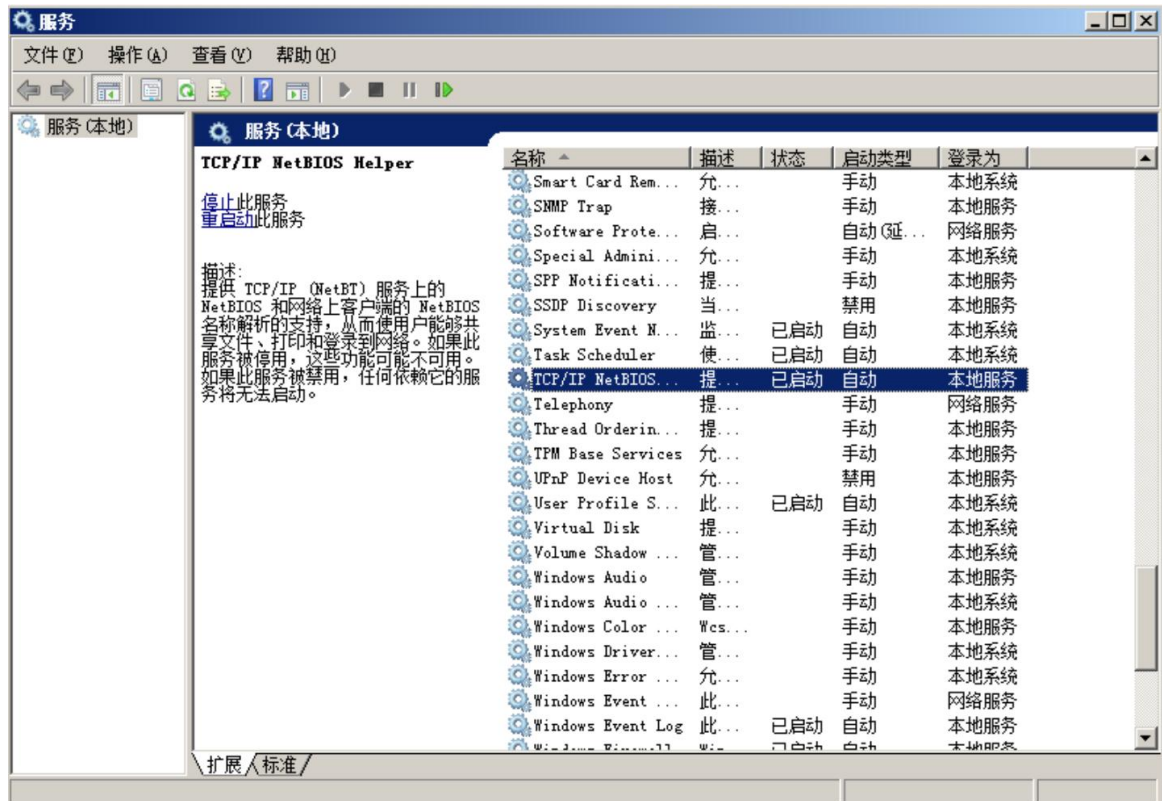 服务
文件(F) 操作(A) 查看(V) 帮助(H)
服务(本地)
服务(本地)
TCP/IP NetBIOS Helper
停止此服务
重启动此服务
描述:
提供 TCP/IP (NetBT) 服务上的
NetBIOS 和网络上客户端的 NetBIOS
名称解析的支持，从而使用户能够共
享文件、打印和登录到网络。如果此
服务被停用，这些功能可能不可用。
如果此服务被禁用，任何依赖它的服
务将无法启动。
名称 描述 状态 启动类型 登录为
Smart Card Rem... 允... 手动 本地系统
SNMP Trap 接... 手动 本地服务
Software Prote... 启... 自动(延... 网络服务
Special Admini... 允... 手动 本地系统
SPP Notificati... 提... 手动 本地服务
SSDP Discovery 当... 禁用 本地服务
System Event N... 监... 已启动 自动 本地系统
Task Scheduler 使... 已启动 自动 本地系统
TCP/IP NetBIOS... 提... 已启动 自动 本地服务
Telephony 提... 手动 网络服务
Thread Orderin... 提... 手动 本地服务
TPM Base Services 允... 手动 本地服务
UPnP Device Host 允... 禁用 本地服务
User Profile S... 此... 已启动 自动 本地系统
Virtual Disk 提... 手动 本地系统
Volume Shadow ... 管... 手动 本地系统
Windows Audio 管... 手动 本地服务
Windows Audio ... 管... 手动 本地系统
Windows Color ... Wcs... 手动 本地服务
Windows Driver... 管... 手动 本地系统
Windows Error ... 允... 手动 本地系统
Windows Event ... 此... 手动 网络服务
Windows Event Log 此... 已启动 自动 本地服务
Windows Firewall Win... 已启动 自动 本地服务
扩展 标准